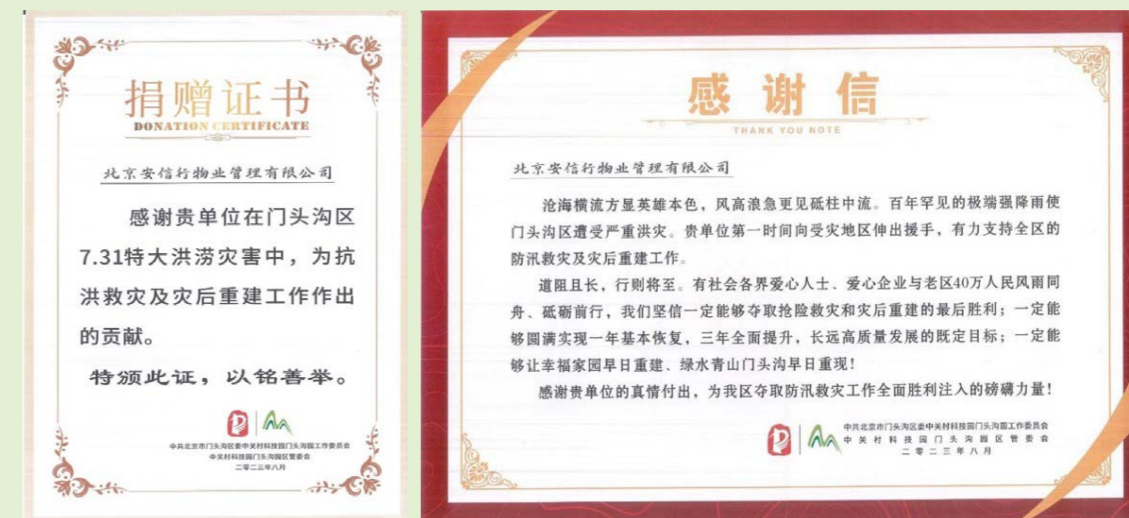 捐赠证书
DONATION CERTIFICATE
北京安信行物业管理有限公司
感谢贵单位在门头沟区
7.31特大洪涝灾害中，为抗
洪救灾及灾后重建工作作出
的贡献。
特颁此证，以铭善举。
中共北京市门头沟区委中关村科技园门头沟园工作委员会
中关村科技园门头沟园区管委会
二零二三年八月
感谢信
THANK YOU NOTE
北京安信行物业管理有限公司
沧海横流方显英雄本色，风高浪急更见砥柱中流。百年罕见的极端强降雨使
门头沟区遭受严重洪灾。贵单位第一时间向受灾地区伸出援手，有力支持全区的
防汛救灾及灾后重建工作。
道阻且长，行则将至。有社会各界爱心人士、爱心企业与老区40万人民风雨同
舟、砥砺前行，我们坚信一定能够夺取抢险救灾和灾后重建的最后胜利；一定能
够圆满实现一年基本恢复，三年全面提升，长远高质量发展的既定目标；一定能
够让幸福家园早日重建、绿水青山门头沟早日重现！
感谢贵单位的真情付出，为我区夺取防汛救灾工作全面胜利注入的磅礴力量！
中共北京市门头沟区委中关村科技园门头沟园工作委员会
中关村科技园门头沟园区管委会
二零二三年八月